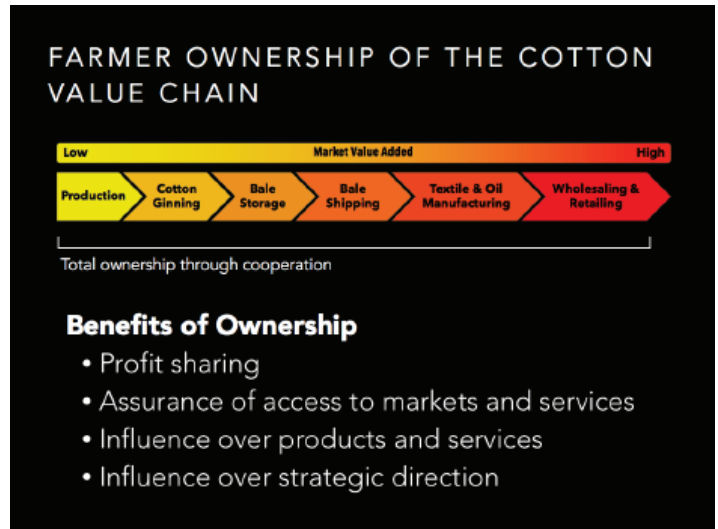 FARMER OWNERSHIP OF THE COTTON
VALUE CHAIN
Low Market Value Added High
Production
Cotton
Ginning
Bale
Storage
Bale
Shipping
Textile & Oil
Manufacturing
Wholesaling &
Retailing
Total ownership through cooperation
Benefits of Ownership
• Profit sharing
• Assurance of access to markets and services
• Influence over products and services
• Influence over strategic direction